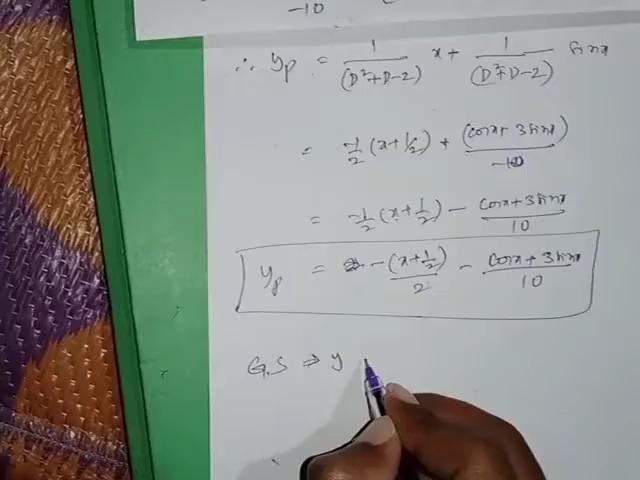 -10
∴ yp = 1/(D²+D-2) x + 1/(D²+D-2) sinx
= -1/2 (x+1/2) + (cosx+3sinx)/-10
= -1/2 (x+1/2) - cosx+3sinx/10
yp = -(x+1/2)/2 - cosx+3sinx/10
G.S ⇒ y